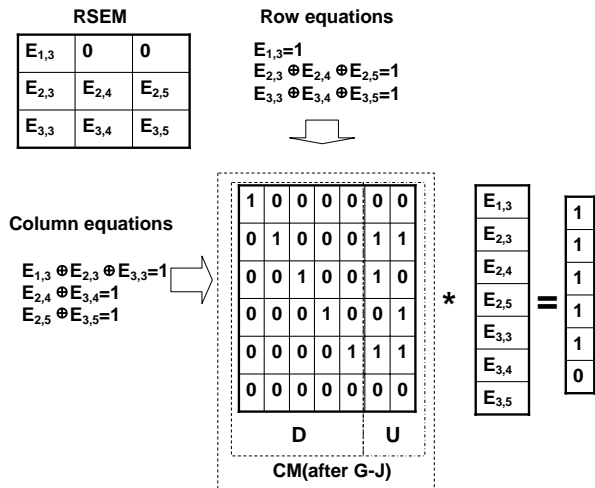 RSEM
E1,3 0 0
E2,3 E2,4 E2,5
E3,3 E3,4 E3,5
Row equations
E1,3=1
E2,3 ⊕E2,4 ⊕E2,5=1
E3,3 ⊕E3,4 ⊕E3,5=1
Column equations
E1,3 ⊕E2,3 ⊕E3,3=1
E2,4 ⊕E3,4=1
E2,5 ⊕E3,5=1
1 0 0 0 0 0 0
0 1 0 0 0 1 1
0 0 1 0 0 1 0
0 0 0 1 0 0 1
0 0 0 0 1 1 1
0 0 0 0 0 0 0
D U
CM(after G-J)
*
E1,3
E2,3
E2,4
E2,5
E3,3
E3,4
E3,5
=
1
1
1
1
1
0